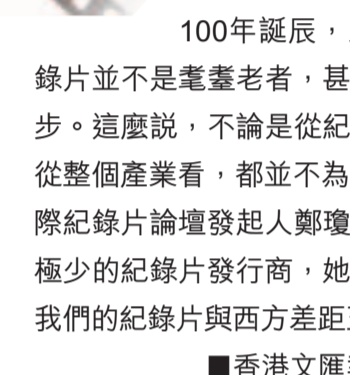 100年誕辰，
錄片並不是耄耋老者，甚
步。這麼説，不論是從紀
從整個產業看，都並不為
際紀錄片論壇發起人鄭瓊
極少的紀錄片發行商，她
我們的紀錄片與西方差距
■香港文匯